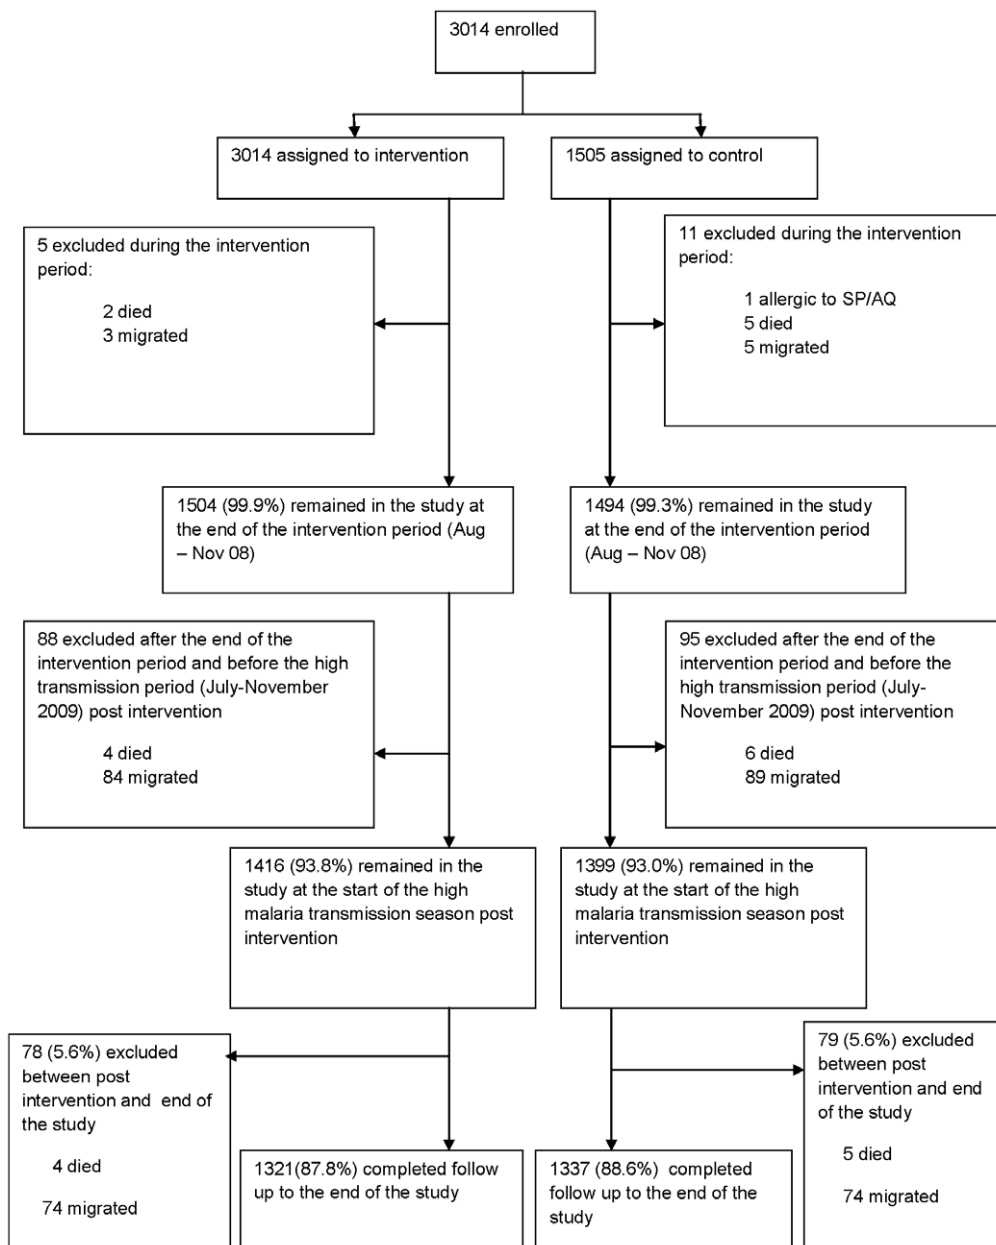 3014 enrolled
3014 assigned to intervention
1505 assigned to control
5 excluded during the intervention
period:
2 died
3 migrated
11 excluded during the intervention
period:
1 allergic to SP/AQ
5 died
5 migrated
1504 (99.9%) remained in the study at
the end of the intervention period (Aug
– Nov 08)
1494 (99.3%) remained in the study
at the end of the intervention period
(Aug – Nov 08)
88 excluded after the end of the
intervention period and before the high
transmission period (July-November
2009) post intervention
4 died
84 migrated
95 excluded after the end of the
intervention period and before the
high transmission period (July-
November 2009) post intervention
6 died
89 migrated
1416 (93.8%) remained in the
study at the start of the high
malaria transmission season post
intervention
1399 (93.0%) remained in the
study at the start of the high
malaria transmission season post
intervention
78 (5.6%) excluded
between post
intervention and end of
the study
4 died
74 migrated
79 (5.6%) excluded
between post
intervention and end
of the study
5 died
74 migrated
1321(87.8%) completed follow
up to the end of the study
1337 (88.6%) completed
follow up to the end of the
study